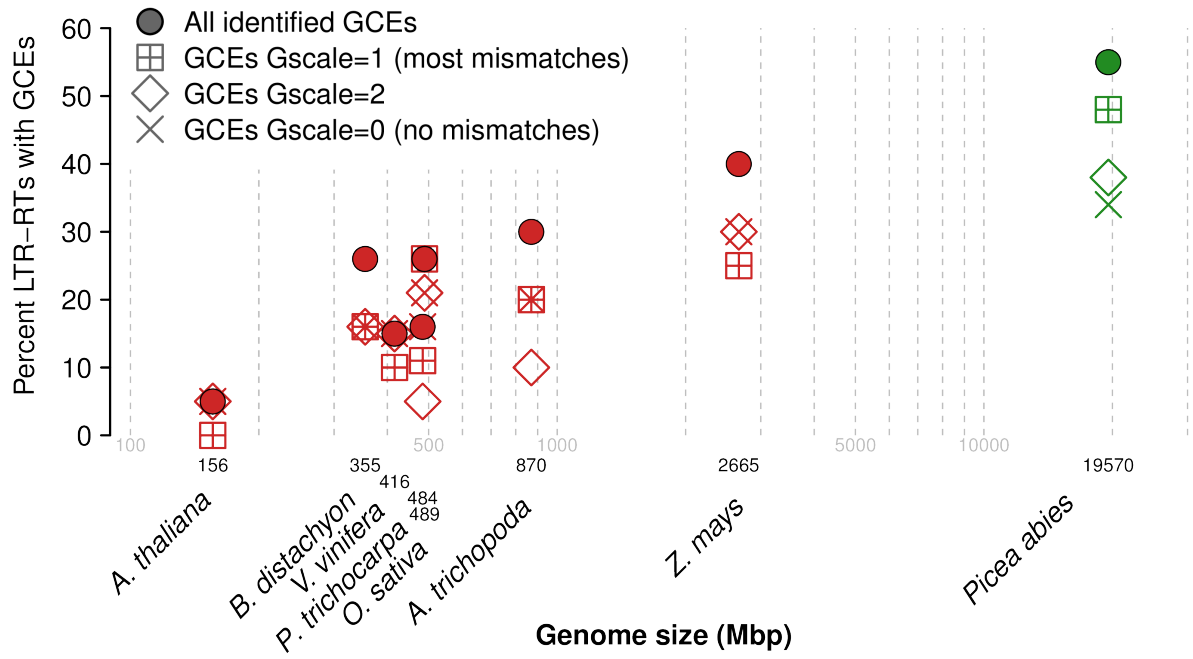 All identified GCEs
GCEs Gscale=1 (most mismatches)
GCEs Gscale=2
GCEs Gscale=0 (no mismatches)
Percent LTR−RTs with GCEs
60
50
40
30
20
10
0
100 500 1000 5000 10000
156 355 870 2665 19570
416
484
489
A. thaliana
B. distachyon
V. vinifera
P. trichocarpa
O. sativa
A. trichopoda
Z. mays
Picea abies
Genome size (Mbp)